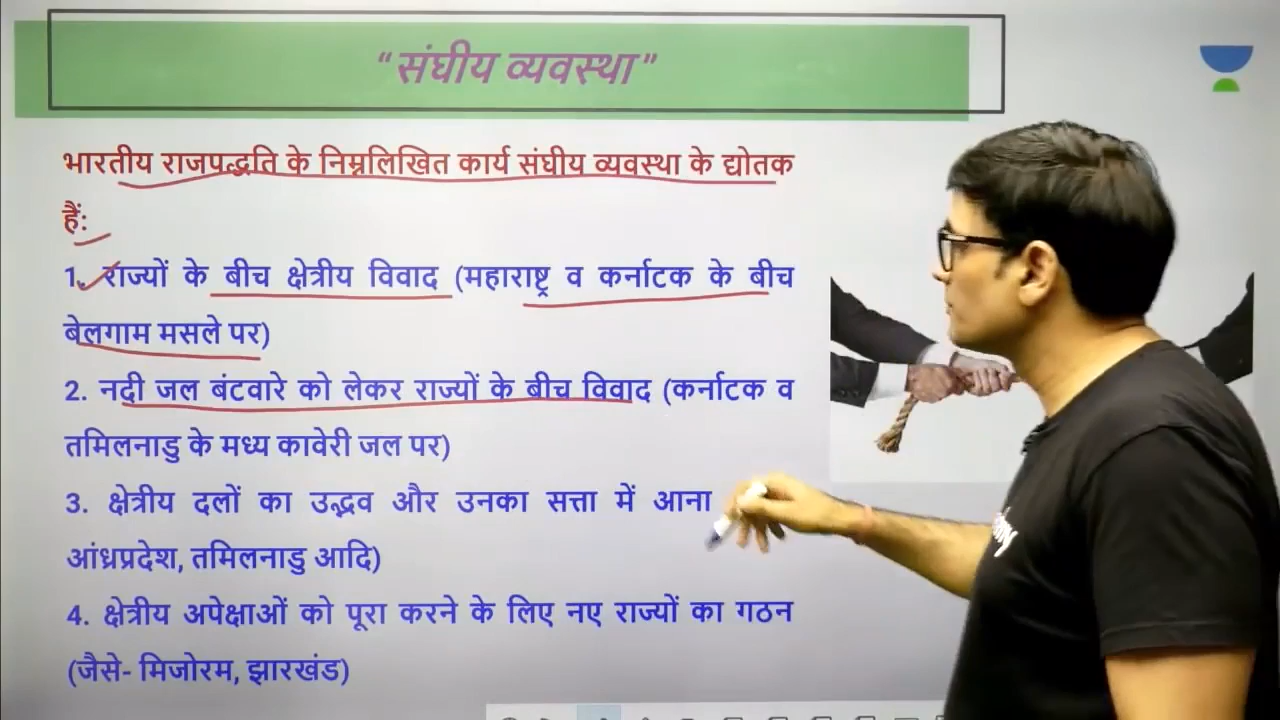 “संघीय व्यवस्था”
भारतीय राजपद्धति के निम्नलिखित कार्य संघीय व्यवस्था के द्योतक
हैं:
1. राज्यों के बीच क्षेत्रीय विवाद (महाराष्ट्र व कर्नाटक के बीच
बेलगाम मसले पर)
2. नदी जल बंटवारे को लेकर राज्यों के बीच विवाद (कर्नाटक व
तमिलनाडु के मध्य कावेरी जल पर)
3. क्षेत्रीय दलों का उद्भव और उनका सत्ता में आना
आंध्रप्रदेश, तमिलनाडु आदि)
4. क्षेत्रीय अपेक्षाओं को पूरा करने के लिए नए राज्यों का गठन
(जैसे- मिजोरम, झारखंड)